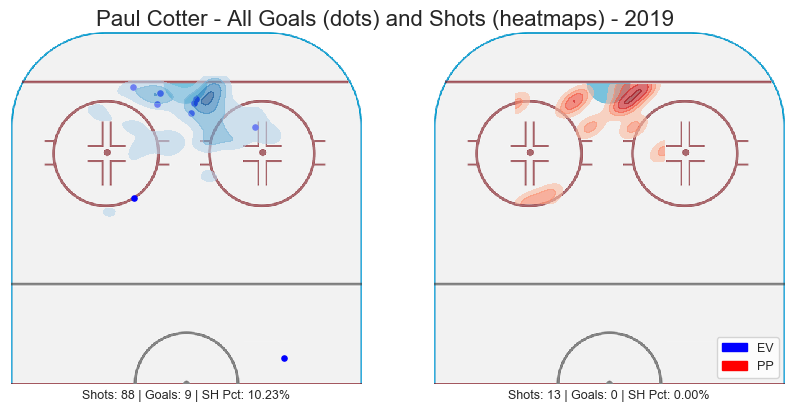 Paul Cotter - All Goals (dots) and Shots (heatmaps) - 2019
EV
PP
Shots: 88 | Goals: 9 | SH Pct: 10.23%
Shots: 13 | Goals: 0 | SH Pct: 0.00%